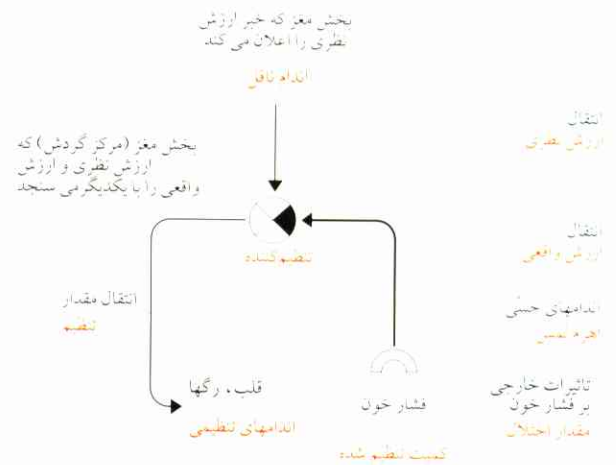 بخش مغز که خبر ارزش
نظری را اعلان می کند
اندام ناقل
انتقال
ارزش نظری
بخش مغز (مرکز گردش) که
ارزش نظری و ارزش
واقعی را با یکدیگر می سنجد
تنظیم کننده
انتقال
ارزش واقعی
انتقال مقدار
تنظیم
اندامهای حسّی
اهرم لمس
قلب، رگها
اندامهای تنظیمی
فشار خون
کمیت تنظیم شده
تاثیرات خارجی
بر فشار خون
مقدار اختلال